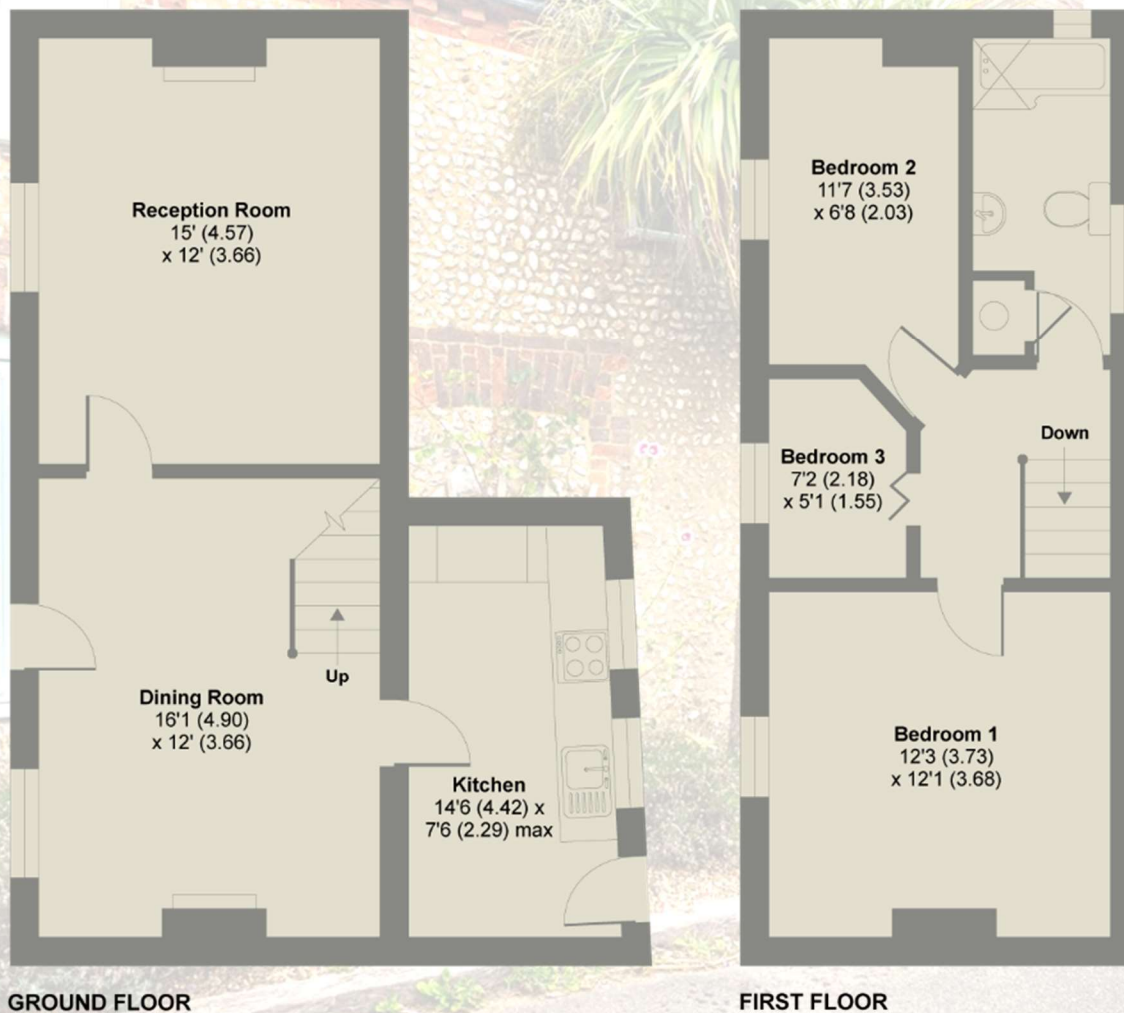 Reception Room
15' (4.57)
x 12' (3.66)
Up
Dining Room
16'1 (4.90)
x 12' (3.66)
Kitchen
14'6 (4.42) x
7'6 (2.29) max
GROUND FLOOR
Bedroom 2
11'7 (3.53)
x 6'8 (2.03)
Bedroom 3
7'2 (2.18)
x 5'1 (1.55)
Down
Bedroom 1
12'3 (3.73)
x 12'1 (3.68)
FIRST FLOOR